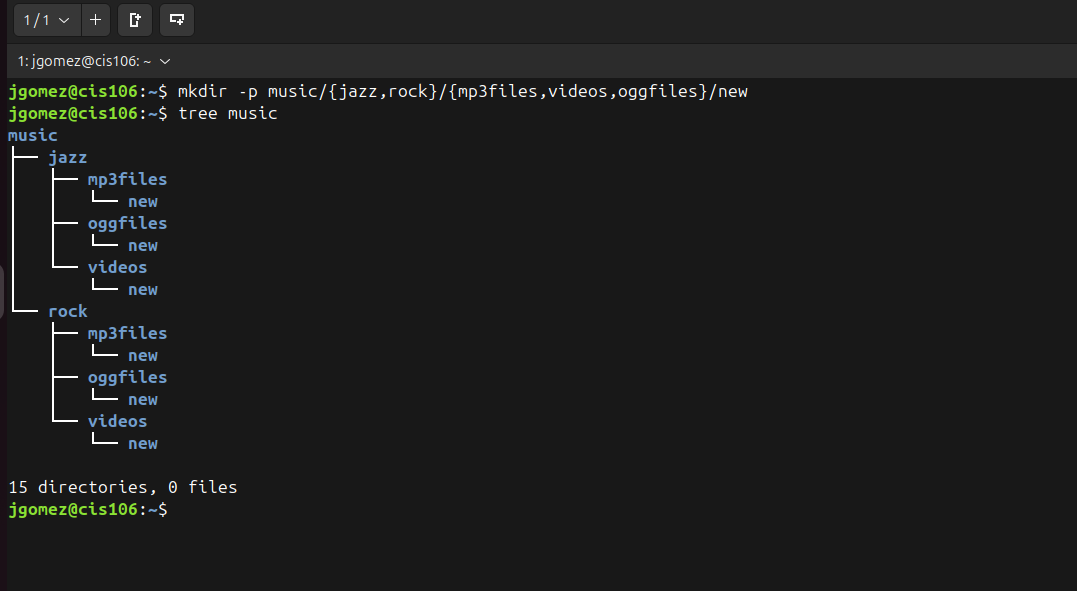 1/1
1: jgomez@cis106: ~
jgomez@cis106:~$ mkdir -p music/{jazz,rock}/{mp3files,videos,oggfiles}/new
jgomez@cis106:~$ tree music
music
├── jazz
│   ├── mp3files
│   │   └── new
│   ├── oggfiles
│   │   └── new
│   └── videos
│       └── new
└── rock
    ├── mp3files
    │   └── new
    ├── oggfiles
    │   └── new
    └── videos
        └── new
15 directories, 0 files
jgomez@cis106:~$